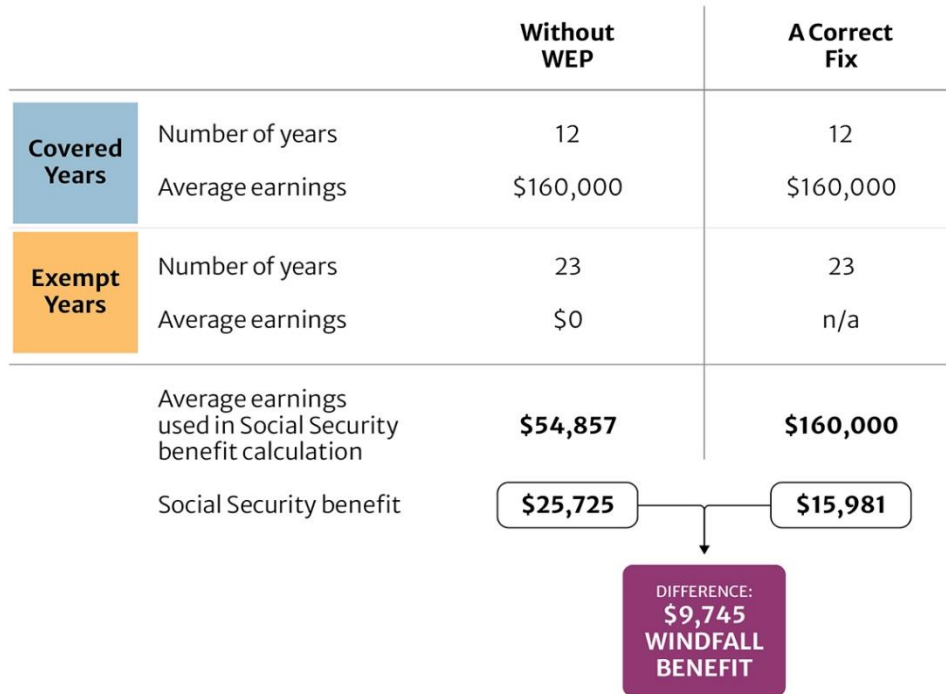 Without
WEP
A Correct
Fix
Covered
Years
Number of years
12
12
Average earnings
$160,000
$160,000
Exempt
Years
Number of years
23
23
Average earnings
$0
n/a
Average earnings
used in Social Security
benefit calculation
$54,857
$160,000
Social Security benefit
$25,725
$15,981
DIFFERENCE:
$9,745
WINDFALL
BENEFIT